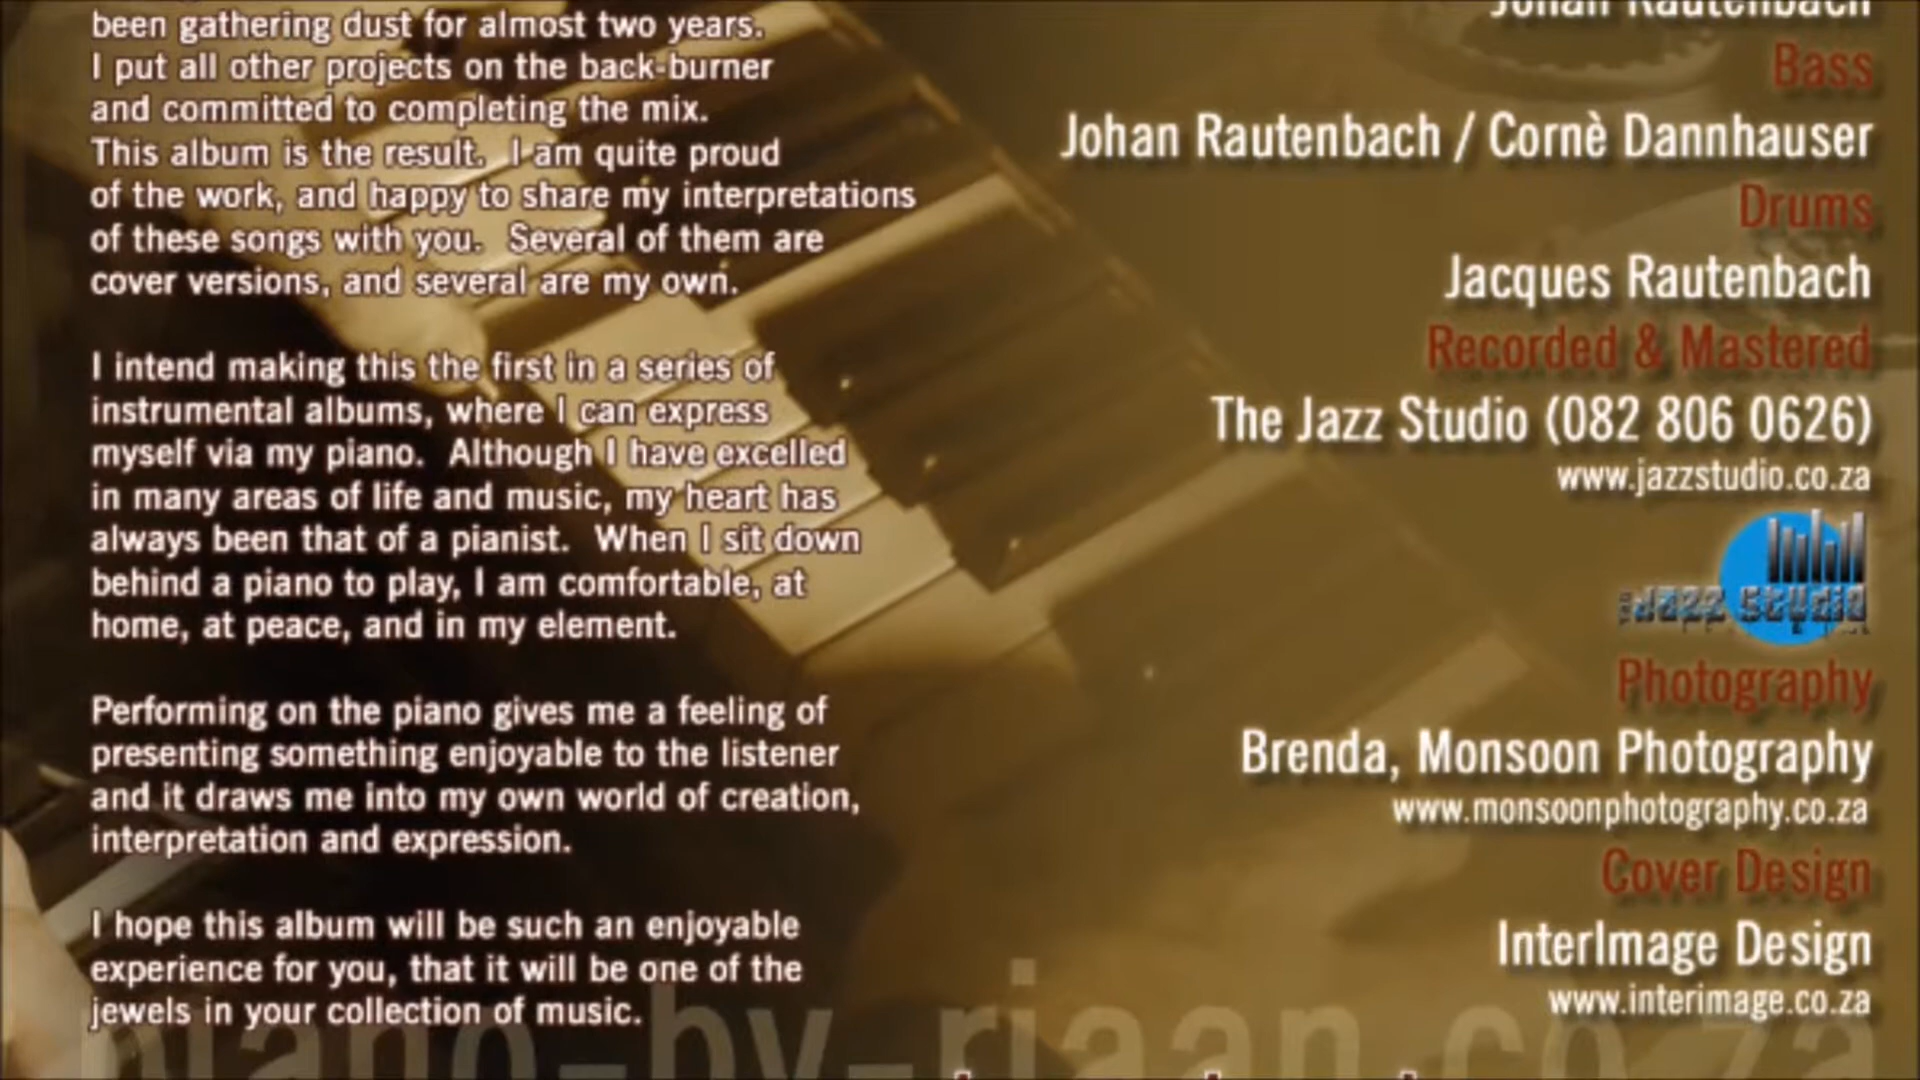 been gathering dust for almost two years.
I put all other projects on the back-burner
and committed to completing the mix.
This album is the result. I am quite proud
of the work, and happy to share my interpretations
of these songs with you. Several of them are
cover versions, and several are my own.
I intend making this the first in a series of
instrumental albums, where I can express
myself via my piano. Although I have excelled
in many areas of life and music, my heart has
always been that of a pianist. When I sit down
behind a piano to play, I am comfortable, at
home, at peace, and in my element.
Performing on the piano gives me a feeling of
presenting something enjoyable to the listener
and it draws me into my own world of creation,
interpretation and expression.
I hope this album will be such an enjoyable
experience for you, that it will be one of the
jewels in your collection of music.
Johan Rautenbach
Bass
Johan Rautenbach / Cornè Dannhauser
Drums
Jacques Rautenbach
Recorded & Mastered
The Jazz Studio (082 806 0626)
www.jazzstudio.co.za
Jazz Studio
Photography
Brenda, Monsoon Photography
www.monsoonphotography.co.za
Cover Design
InterImage Design
www.interimage.co.za
piano-by-riaan.co.za